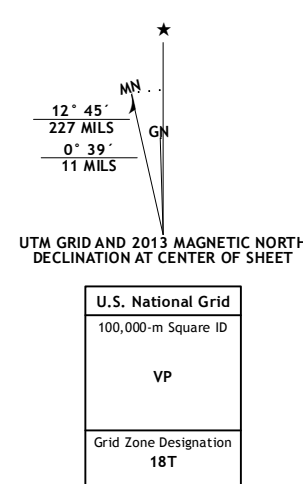 ★
MN
12° 45´
227 MILS
GN
0° 39´
11 MILS
UTM GRID AND 2013 MAGNETIC NORTH
DECLINATION AT CENTER OF SHEET
U.S. National Grid
100,000-m Square ID
VP
Grid Zone Designation
18T